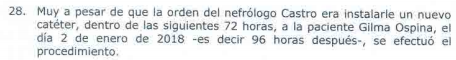 28. Muy a pesar de que la orden del nefrólogo Castro era instalarle un nuevo
catéter, dentro de las siguientes 72 horas, a la paciente Gilma Ospina, el
día 2 de enero de 2018 -es decir 96 horas después-, se efectuó el
procedimiento.